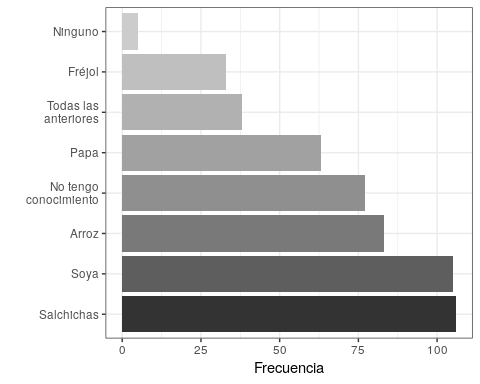 Ninguno
Fréjol
Todas las
anteriores
Papa
No tengo
conocimiento
Arroz
Soya
Salchichas
0 25 50 75 100
Frecuencia